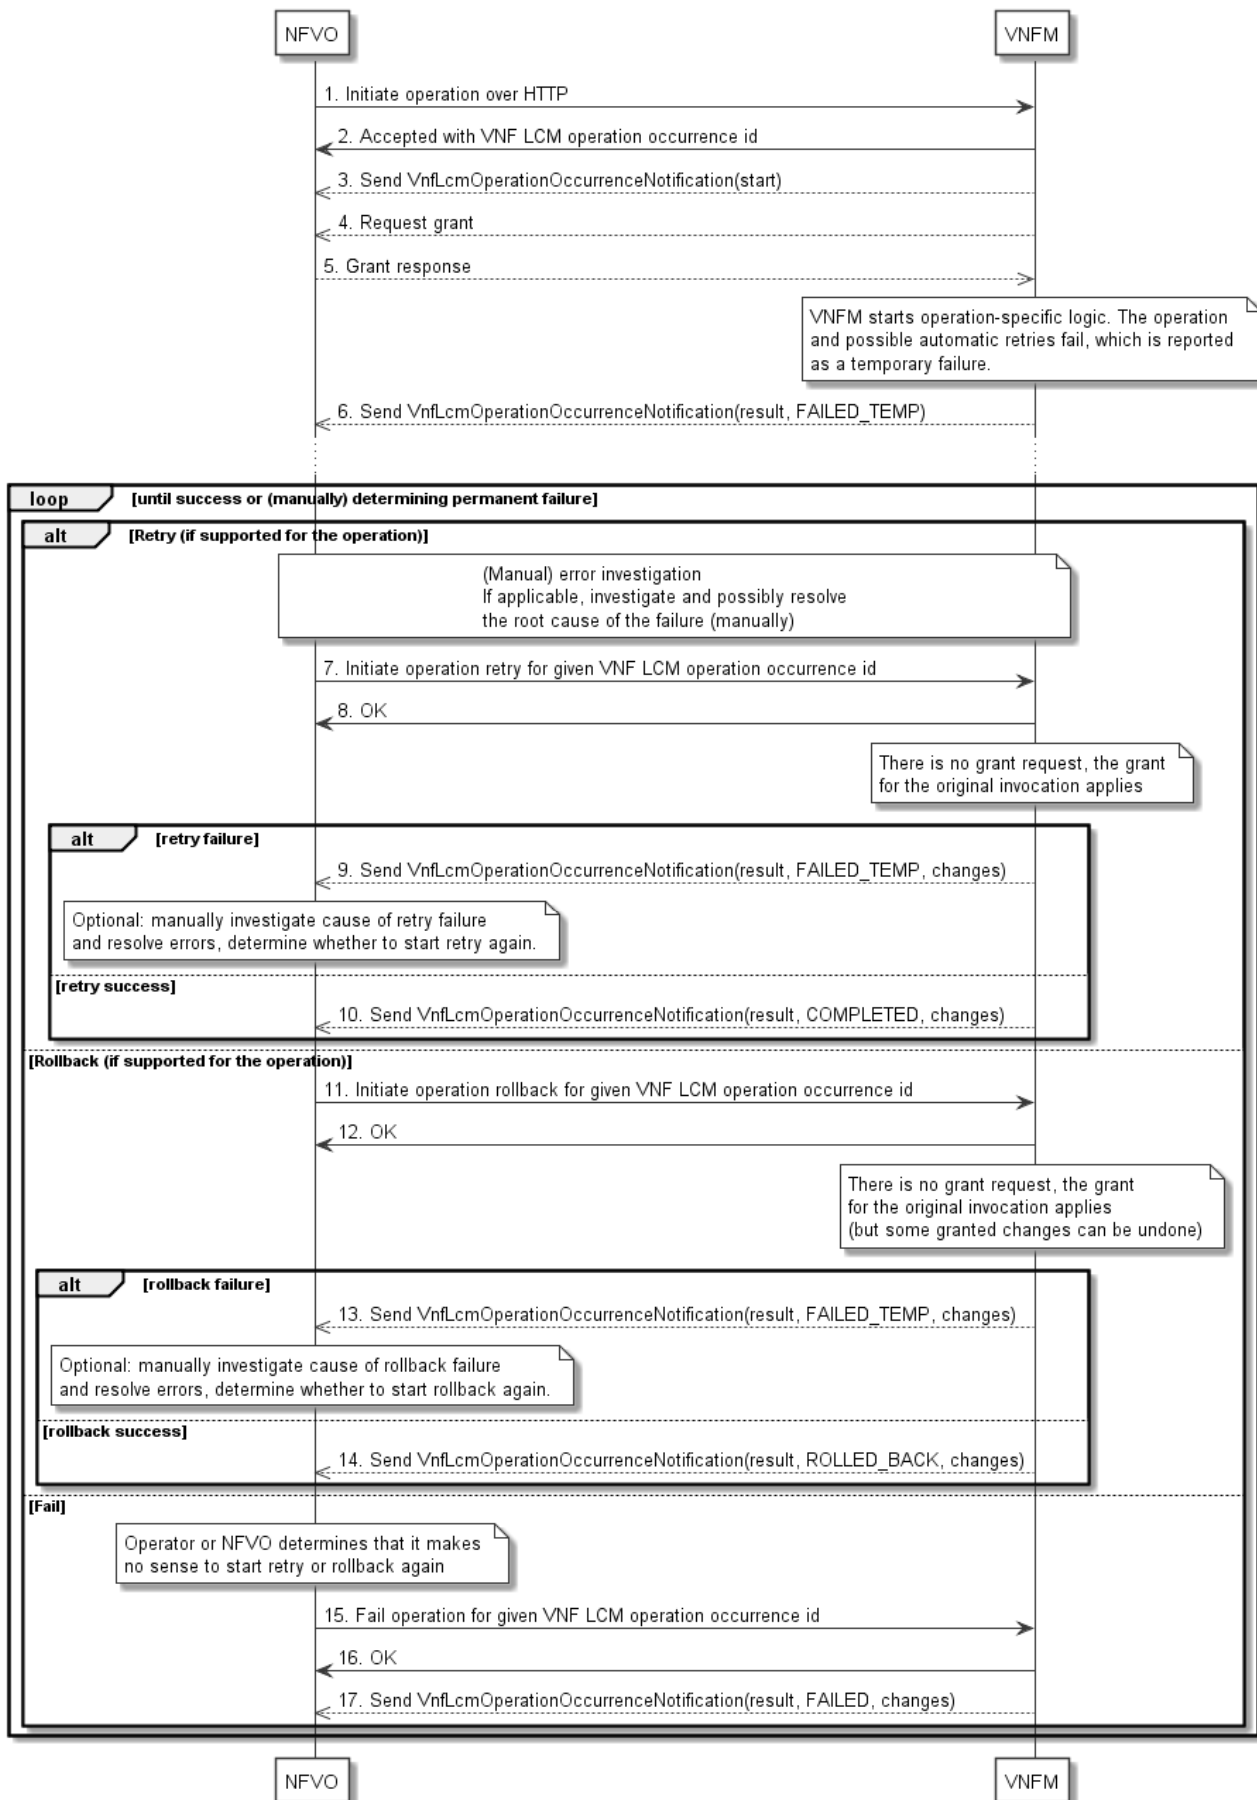 NFVO
VNFM
1. Initiate operation over HTTP
2. Accepted with VNF LCM operation occurrence id
3. Send VnfLcmOperationOccurrenceNotification(start)
4. Request grant
5. Grant response
VNFM starts operation-specific logic. The operation
and possible automatic retries fail, which is reported
as a temporary failure.
6. Send VnfLcmOperationOccurrenceNotification(result, FAILED_TEMP)
loop
[until success or (manually) determining permanent failure]
alt
[Retry (if supported for the operation)]
(Manual) error investigation
If applicable, investigate and possibly resolve
the root cause of the failure (manually)
7. Initiate operation retry for given VNF LCM operation occurrence id
8. OK
There is no grant request, the grant
for the original invocation applies
alt
[retry failure]
9. Send VnfLcmOperationOccurrenceNotification(result, FAILED_TEMP, changes)
Optional: manually investigate cause of retry failure
and resolve errors, determine whether to start retry again.
[retry success]
10. Send VnfLcmOperationOccurrenceNotification(result, COMPLETED, changes)
[Rollback (if supported for the operation)]
11. Initiate operation rollback for given VNF LCM operation occurrence id
12. OK
There is no grant request, the grant
for the original invocation applies
(but some granted changes can be undone)
alt
[rollback failure]
13. Send VnfLcmOperationOccurrenceNotification(result, FAILED_TEMP, changes)
Optional: manually investigate cause of rollback failure
and resolve errors, determine whether to start rollback again.
[rollback success]
14. Send VnfLcmOperationOccurrenceNotification(result, ROLLED_BACK, changes)
[Fail]
Operator or NFVO determines that it makes
no sense to start retry or rollback again
15. Fail operation for given VNF LCM operation occurrence id
16. OK
17. Send VnfLcmOperationOccurrenceNotification(result, FAILED, changes)
NFVO
VNFM